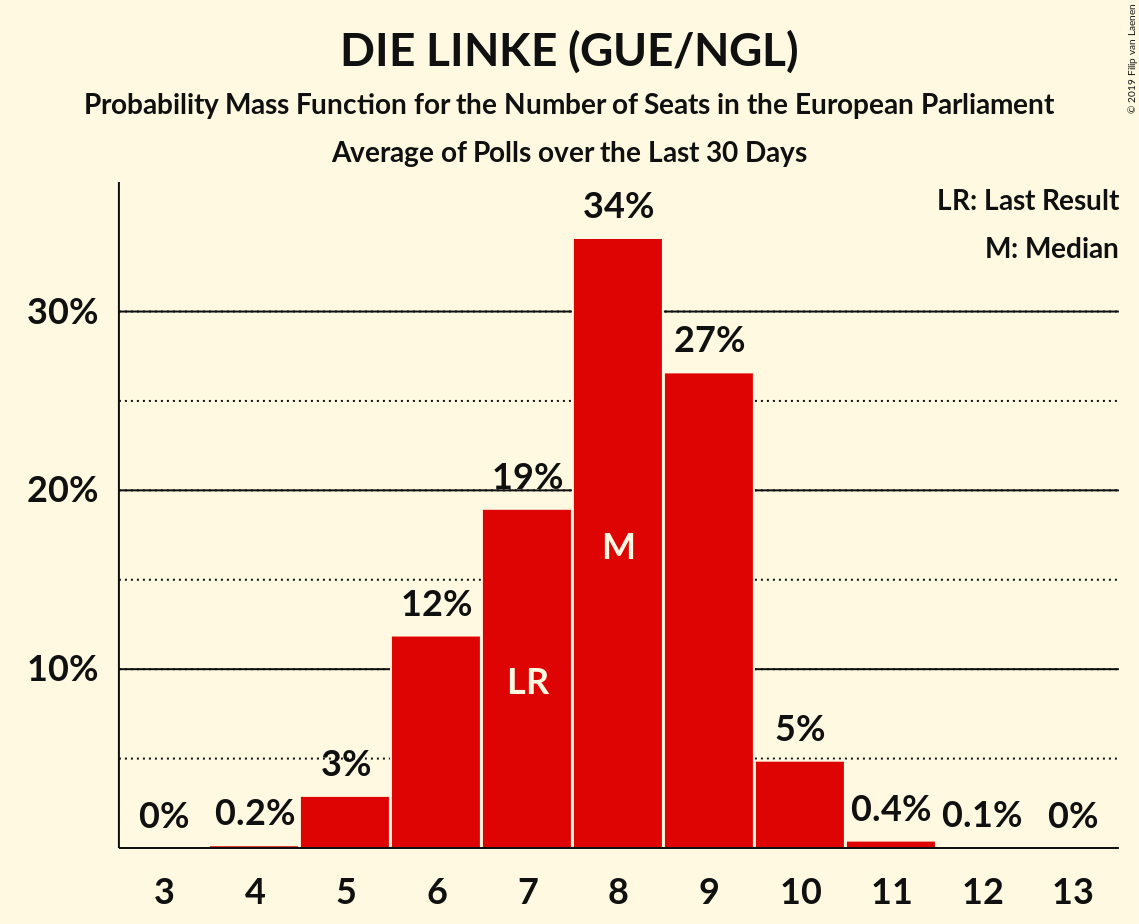 DIE LINKE (GUE/NGL)
Probability Mass Function for the Number of Seats in the European Parliament
Average of Polls over the Last 30 Days
© 2019 Filip van Laenen
LR: Last Result
M: Median
34%
30%
27%
20%
19%
M
12%
10%
LR
5%
3%
0%
0.2%
0.4%
0.1%
0%
3 4 5 6 7 8 9 10 11 12 13